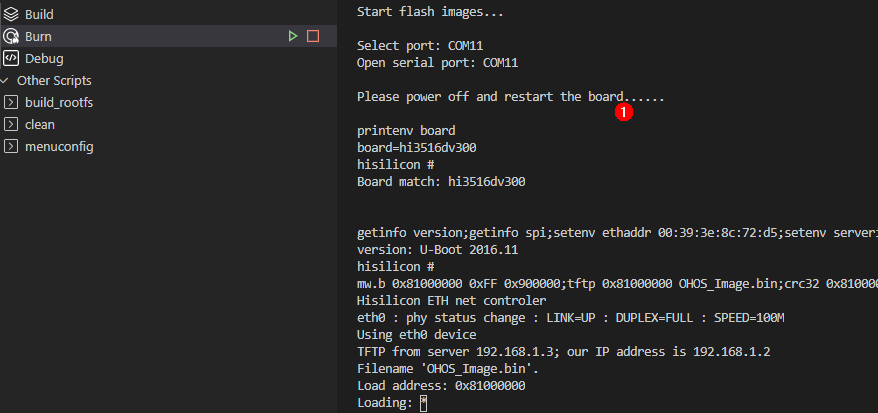 Build
Burn
Debug
Other Scripts
build_rootfs
clean
menuconfig
Start flash images...
Select port: COM11
Open serial port: COM11
Please power off and restart the board......
1
printenv board
board=hi3516dv300
hisilicon #
Board match: hi3516dv300
getinfo version;getinfo spi;setenv ethaddr 00:39:3e:8c:72:d5;setenv serveri
version: U-Boot 2016.11
hisilicon #
mw.b 0x81000000 0xFF 0x900000;tftp 0x81000000 OHOS_Image.bin;crc32 0x810000
Hisilicon ETH net controler
eth0 : phy status change : LINK=UP : DUPLEX=FULL : SPEED=100M
Using eth0 device
TFTP from server 192.168.1.3; our IP address is 192.168.1.2
Filename 'OHOS_Image.bin'.
Load address: 0x81000000
Loading: *